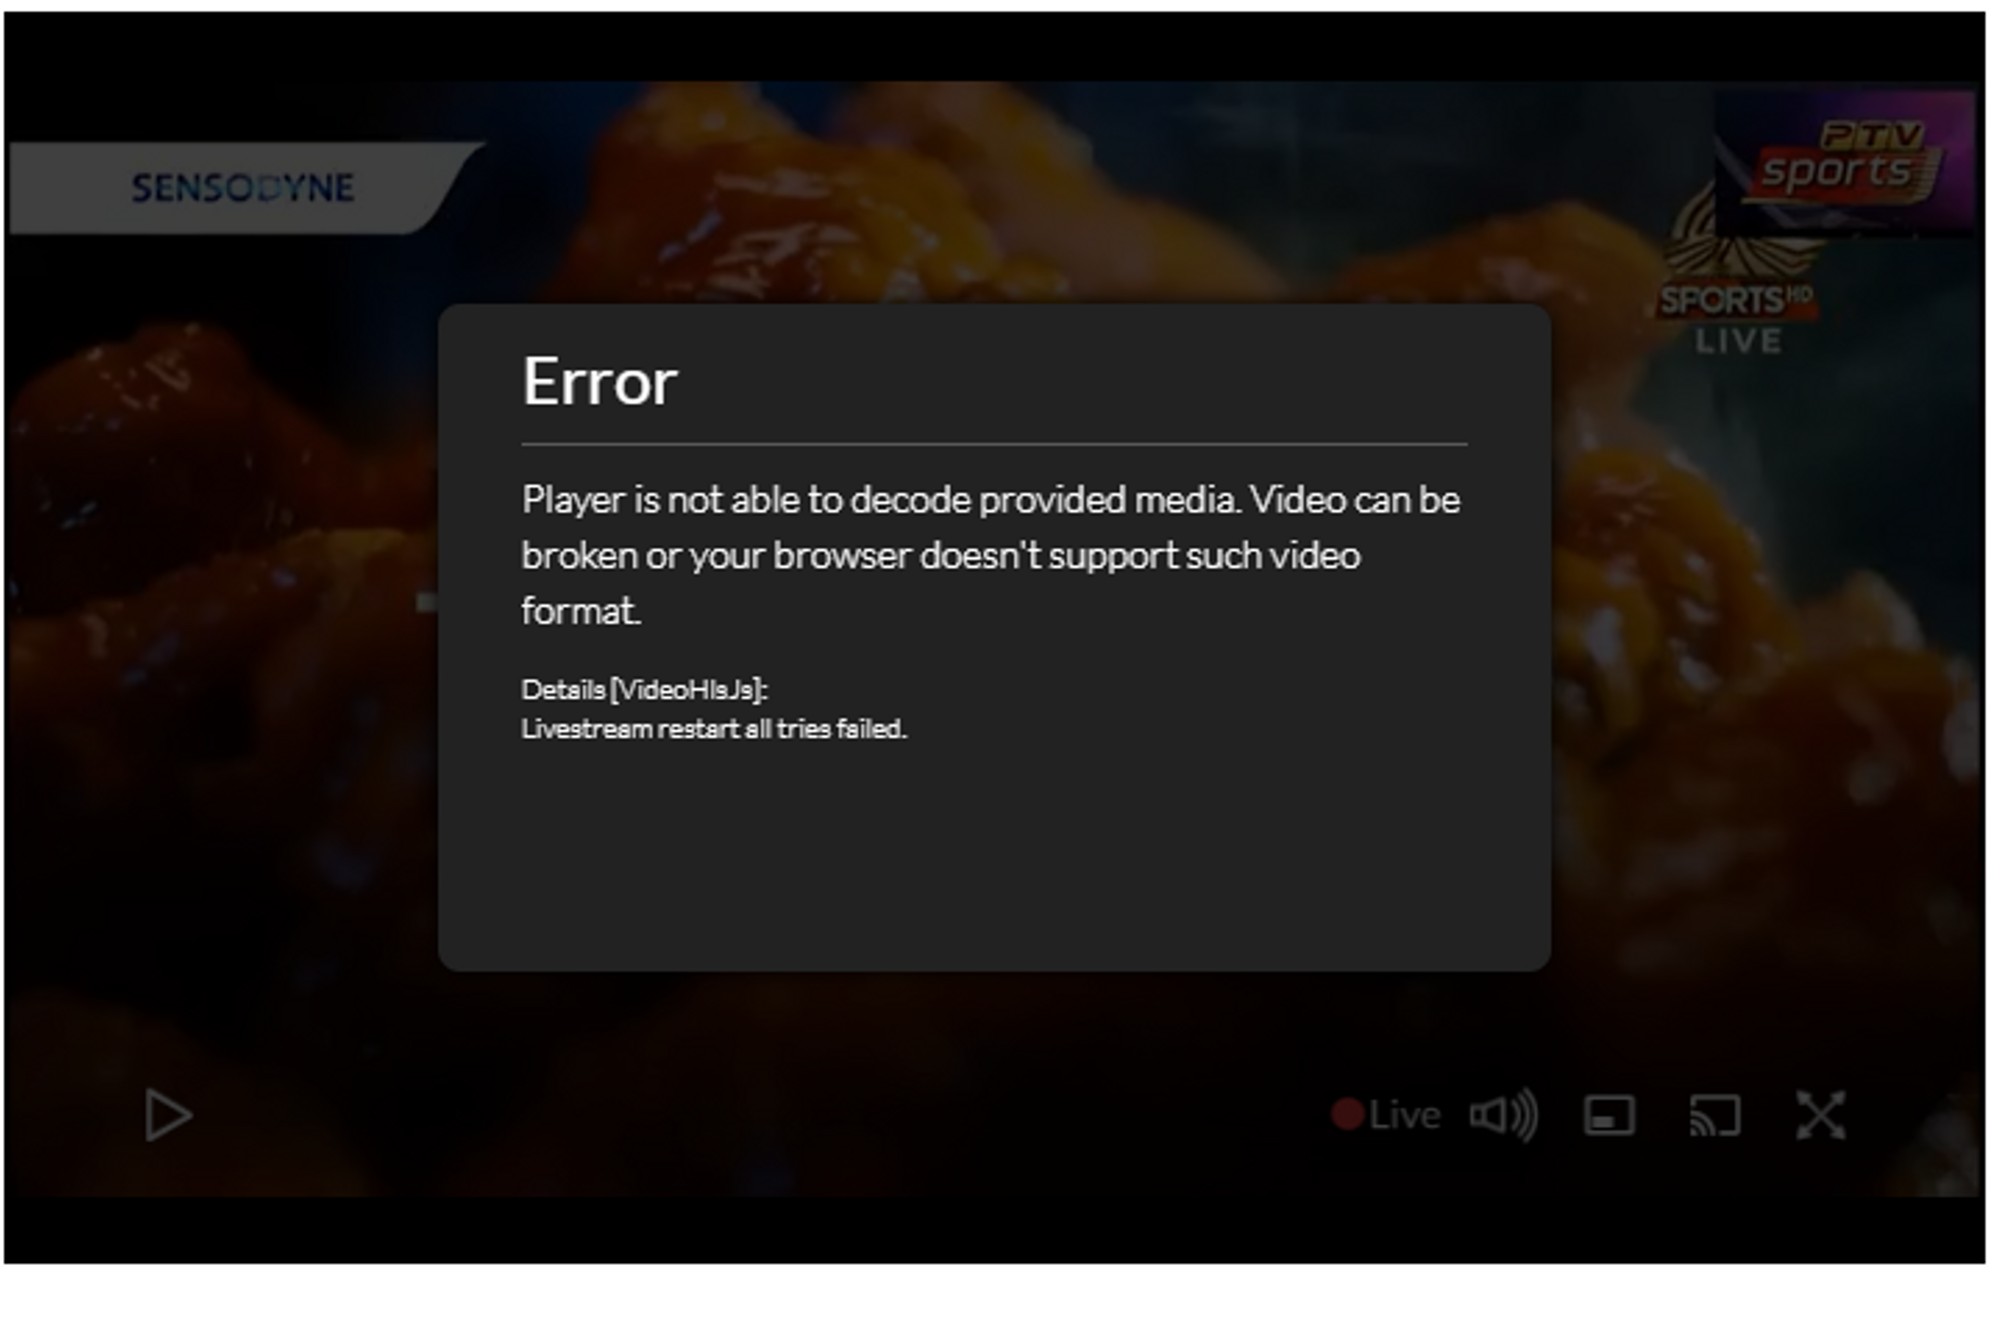 SENSODYNE
PTV
sports
SPORTS HD
LIVE
Error
Player is not able to decode provided media. Video can be
broken or your browser doesn't support such video
format.
Details [VideoHlsJs]:
Livestream restart all tries failed.
Live